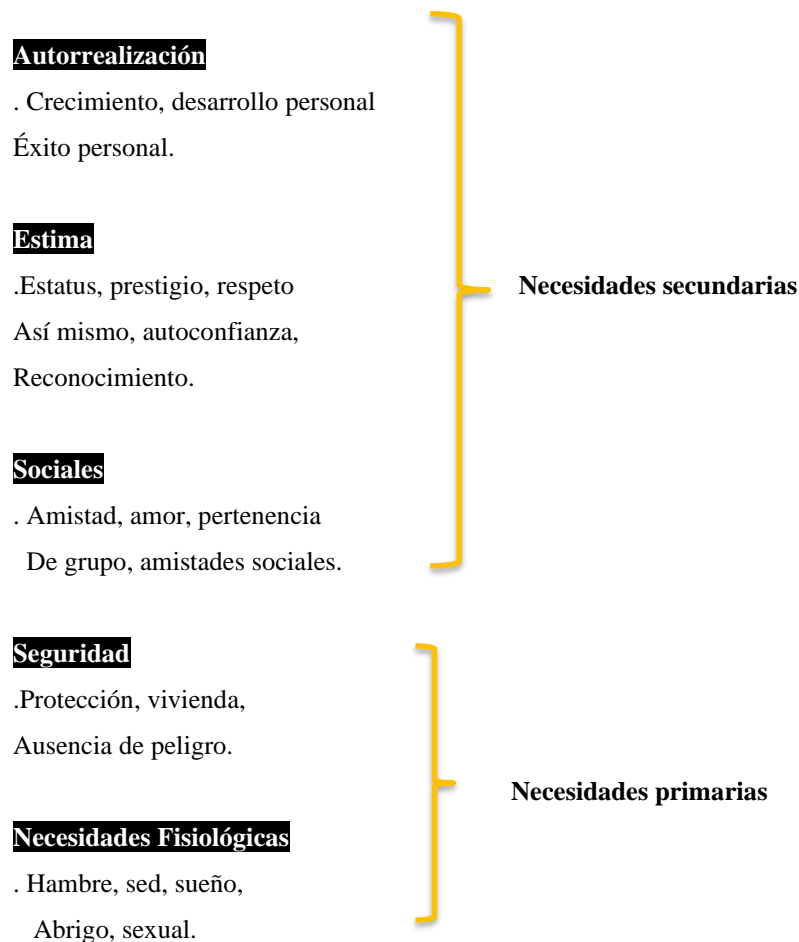 Autorrealización
. Crecimiento, desarrollo personal
Éxito personal.
Estima
.Estatus, prestigio, respeto
Así mismo, autoconfianza,
Reconocimiento.
Necesidades secundarias
Sociales
. Amistad, amor, pertenencia
De grupo, amistades sociales.
Seguridad
.Protección, vivienda,
Ausencia de peligro.
Necesidades primarias
Necesidades Fisiológicas
. Hambre, sed, sueño,
Abrigo, sexual.